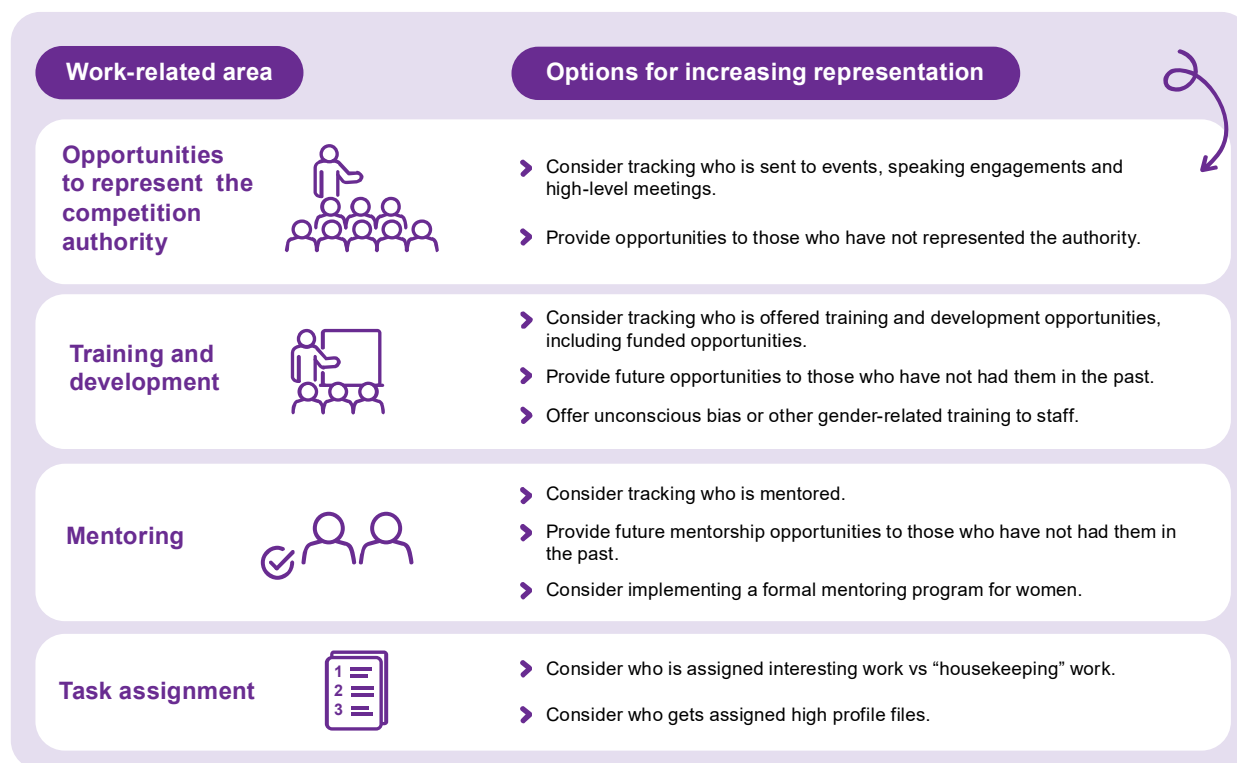 Work-related area
Options for increasing representation
Opportunities
to represent the
competition
authority
Consider tracking who is sent to events, speaking engagements and
high-level meetings.
Provide opportunities to those who have not represented the authority.
Training and
development
Consider tracking who is offered training and development opportunities,
including funded opportunities.
Provide future opportunities to those who have not had them in the past.
Offer unconscious bias or other gender-related training to staff.
Mentoring
Consider tracking who is mentored.
Provide future mentorship opportunities to those who have not had them in
the past.
Consider implementing a formal mentoring program for women.
Task assignment
1
2
3
Consider who is assigned interesting work vs “housekeeping” work.
Consider who gets assigned high profile files.